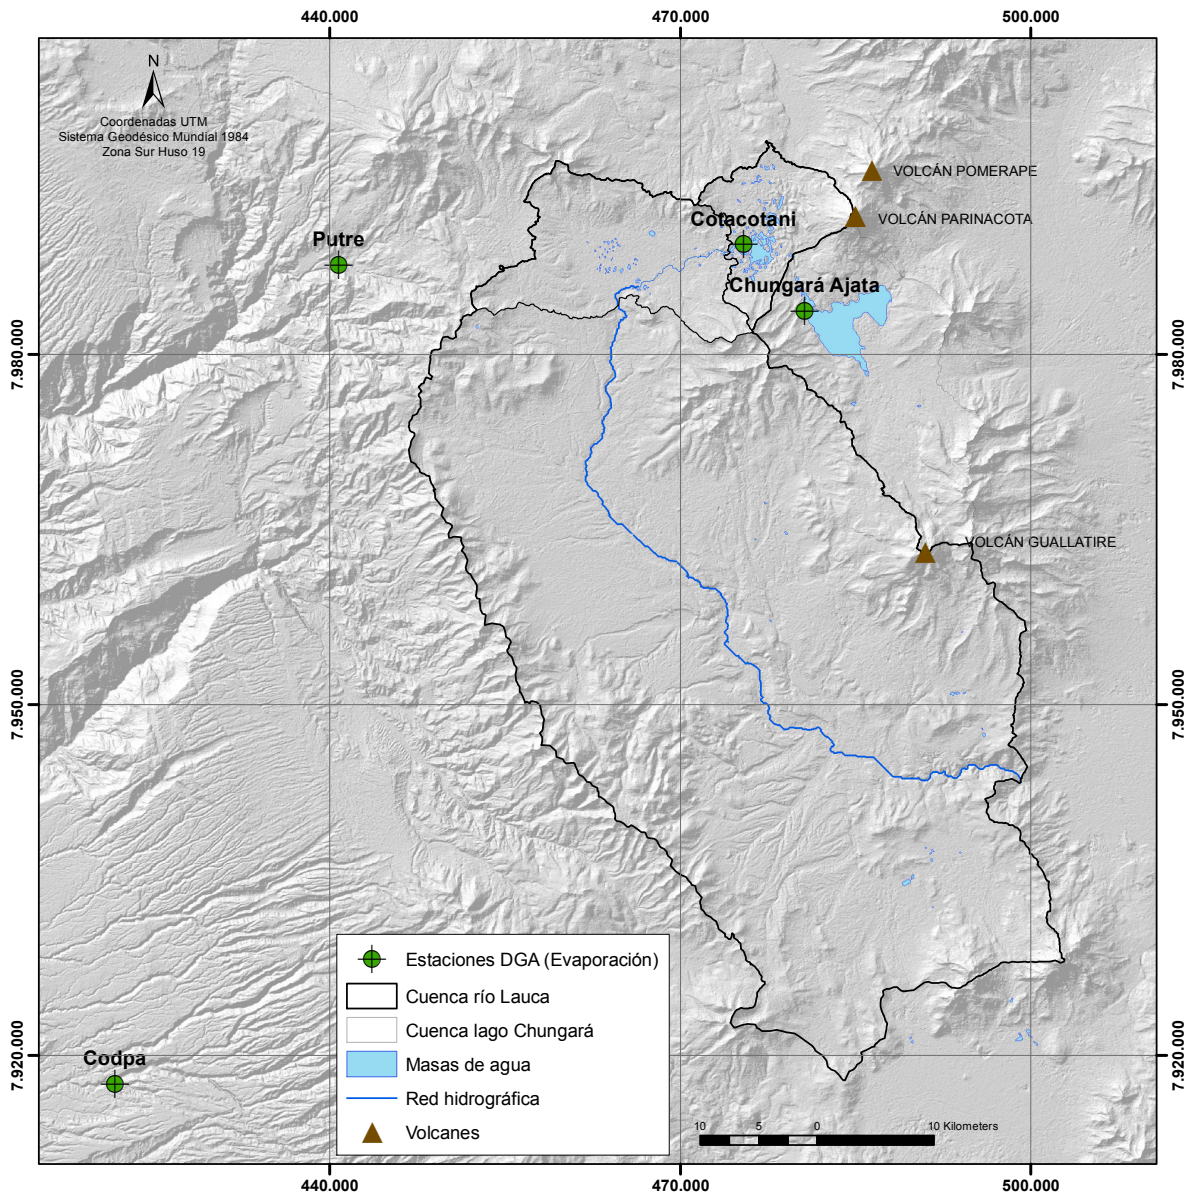 440.000
470.000
500.000
N
Coordenadas UTM
Sistema Geodésico Mundial 1984
Zona Sur Huso 19
VOLCÁN POMERAPE
VOLCÁN PARINACOTA
Cotacotani
Putre
Chungará Ajata
7.980.000
7.980.000
VOLCÁN GUALLATIRE
7.950.000
7.950.000
Estaciones DGA (Evaporación)
Cuenca río Lauca
Cuenca lago Chungará
Masas de agua
Red hidrográfica
Volcanes
7.920.000
7.920.000
Codpa
10 5 0 10 Kilometers
440.000
470.000
500.000